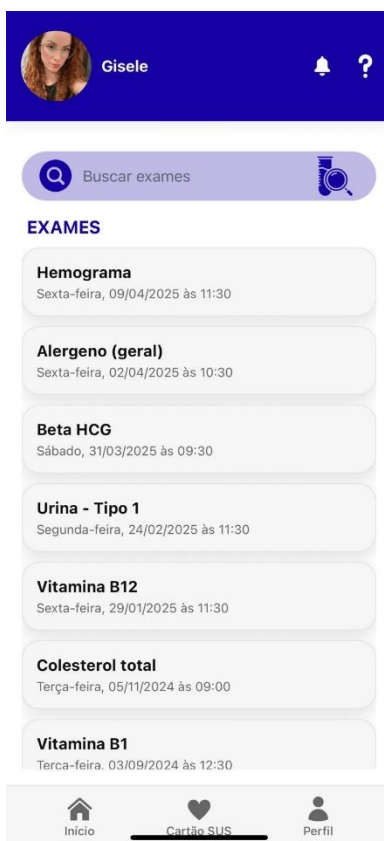 Gisele
?
Buscar exames
EXAMES
Hemograma
Sexta-feira, 09/04/2025 às 11:30
Alergeno (geral)
Sexta-feira, 02/04/2025 às 10:30
Beta HCG
Sábado, 31/03/2025 às 09:30
Urina - Tipo 1
Segunda-feira, 24/02/2025 às 11:30
Vitamina B12
Sexta-feira, 29/01/2025 às 11:30
Colesterol total
Terça-feira, 05/11/2024 às 09:00
Vitamina B1
Terça-feira, 03/09/2024 às 12:30
Início
Cartão SUS
Perfil